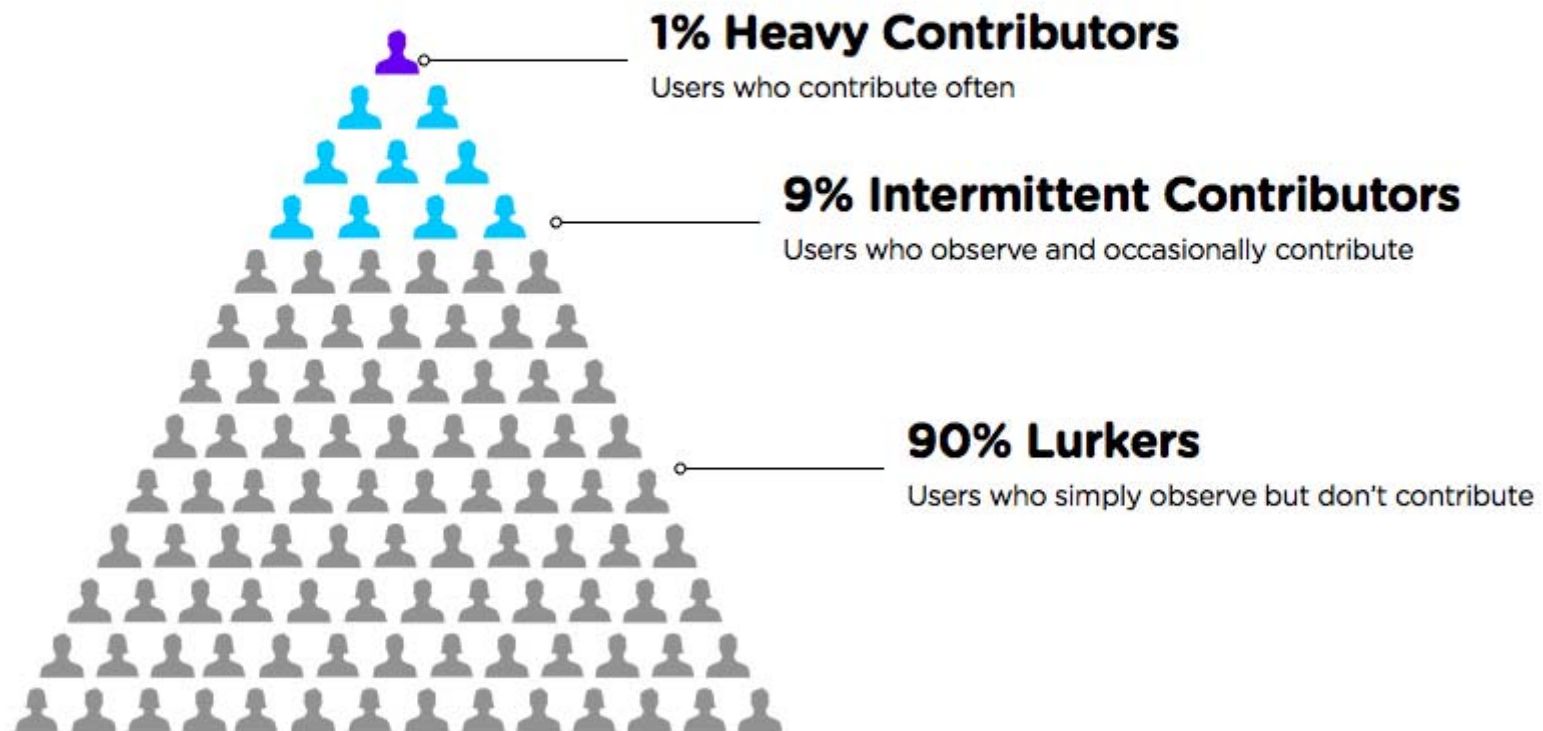 1% Heavy Contributors
Users who contribute often
9% Intermittent Contributors
Users who observe and occasionally contribute
90% Lurkers
Users who simply observe but don't contribute